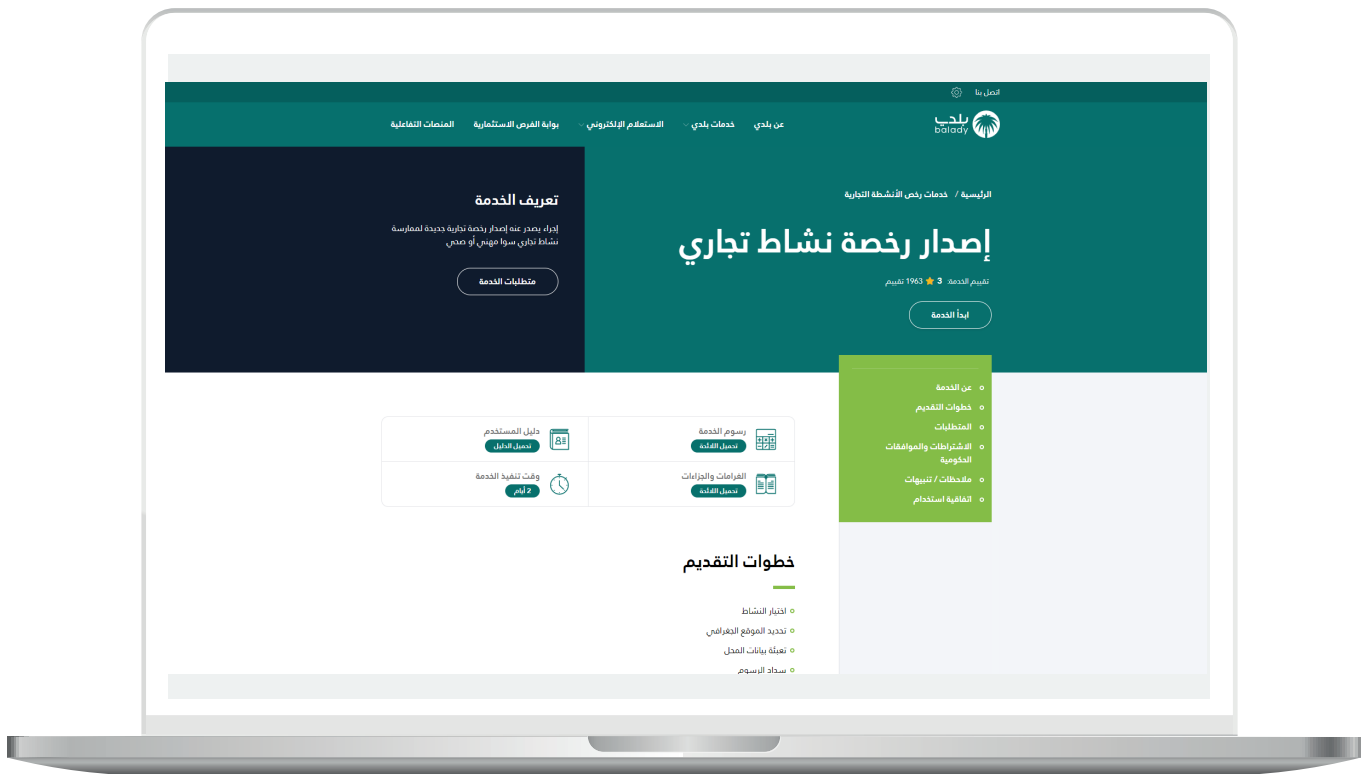 اتصل بنا
بلدي
balady
عن بلدي
خدمات بلدي
الاستعلام الإلكتروني
بوابة الفرص الاستثمارية
المنصات التفاعلية
الرئيسية / خدمات رخص الأنشطة التجارية
إصدار رخصة نشاط تجاري
تقييم الخدمة: 3 1963 تقييم
ابدأ الخدمة
تعريف الخدمة
إجراء يصدر عنه إصدار رخصة تجارية جديدة لممارسة
نشاط تجاري سوا مهني أو صحي
متطلبات الخدمة
عن الخدمة
خطوات التقديم
المتطلبات
الاشتراطات والموافقات
الحكومية
ملاحظات / تنبيهات
اتفاقية استخدام
رسوم الخدمة
تحميل اللائحة
دليل المستخدم
تحميل الدليل
الغرامات والجزاءات
تحميل اللائحة
وقت تنفيذ الخدمة
2 أيام
خطوات التقديم
اختيار النشاط
تحديد الموقع الجغرافي
تعبئة بيانات المحل
سداد الرسوم